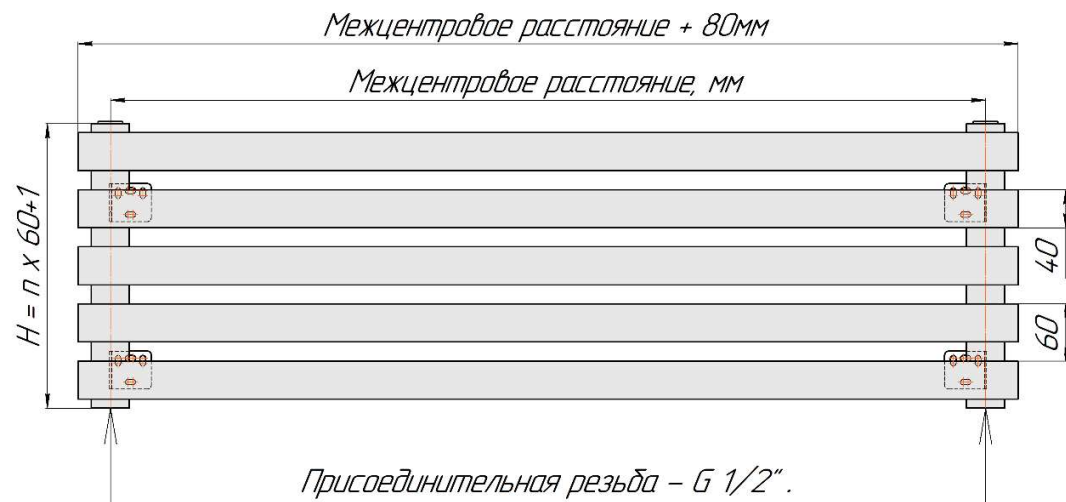 Межцентровое расстояние + 80мм
Межцентровое расстояние, мм
H = n x 60+1
40
60
Присоединительная резьба – G 1/2" .